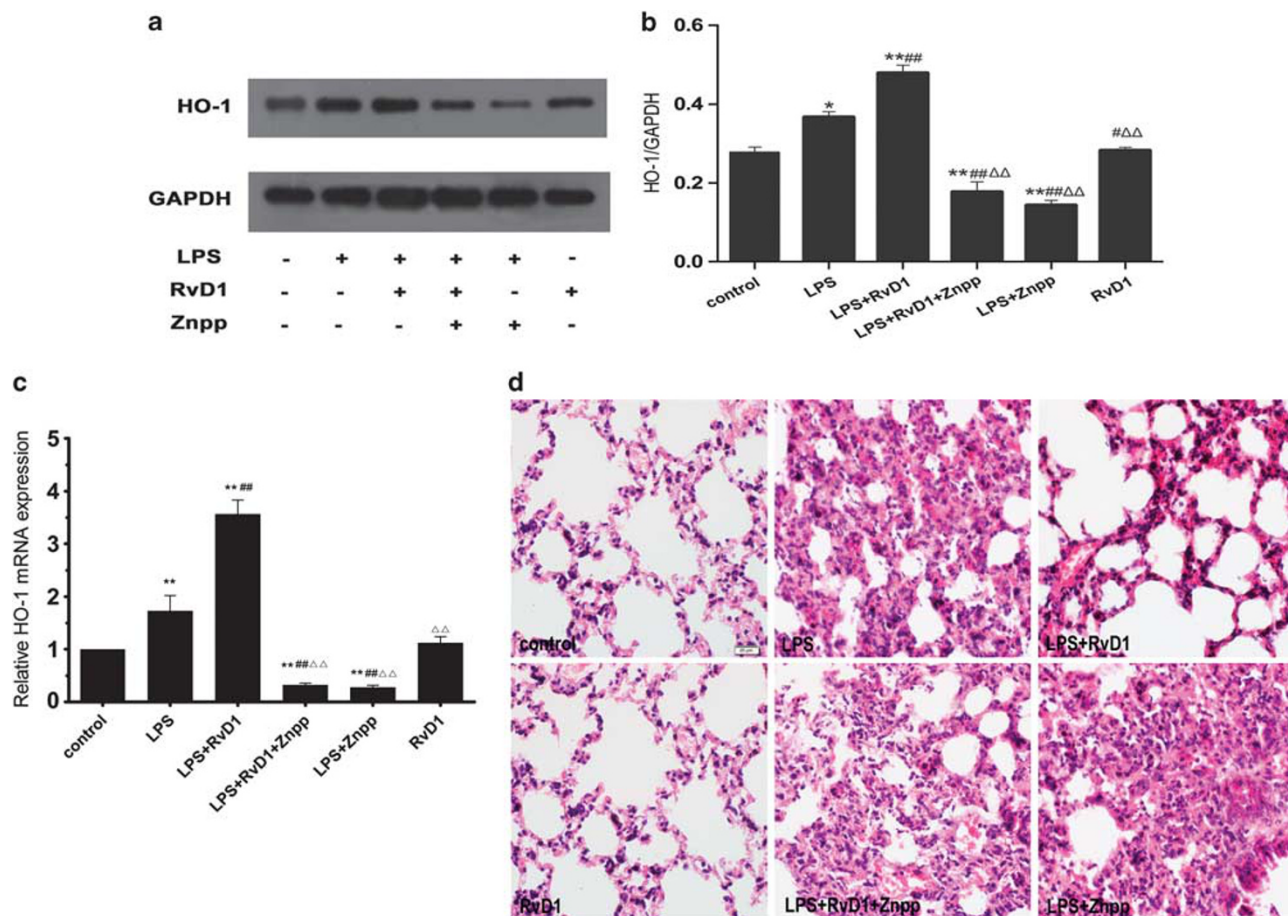 a
HO-1
GAPDH
LPS - + + + + -
RvD1 - - + + - +
Znpp - - - + + -
b
HO-1/GAPDH
0.6
0.4
0.2
0.0
*
**##
**##ΔΔ
**##ΔΔ
#ΔΔ
control
LPS
LPS+RvD1
LPS+RvD1+Znpp
LPS+Znpp
RvD1
c
Relative HO-1 mRNA expression
5
4
3
2
1
0
**
**##
**##ΔΔ
**##ΔΔ
ΔΔ
control
LPS
LPS+RvD1
LPS+RvD1+Znpp
LPS+Znpp
RvD1
d
control
LPS
LPS+RvD1
RvD1
LPS+RvD1+Znpp
LPS+Znpp